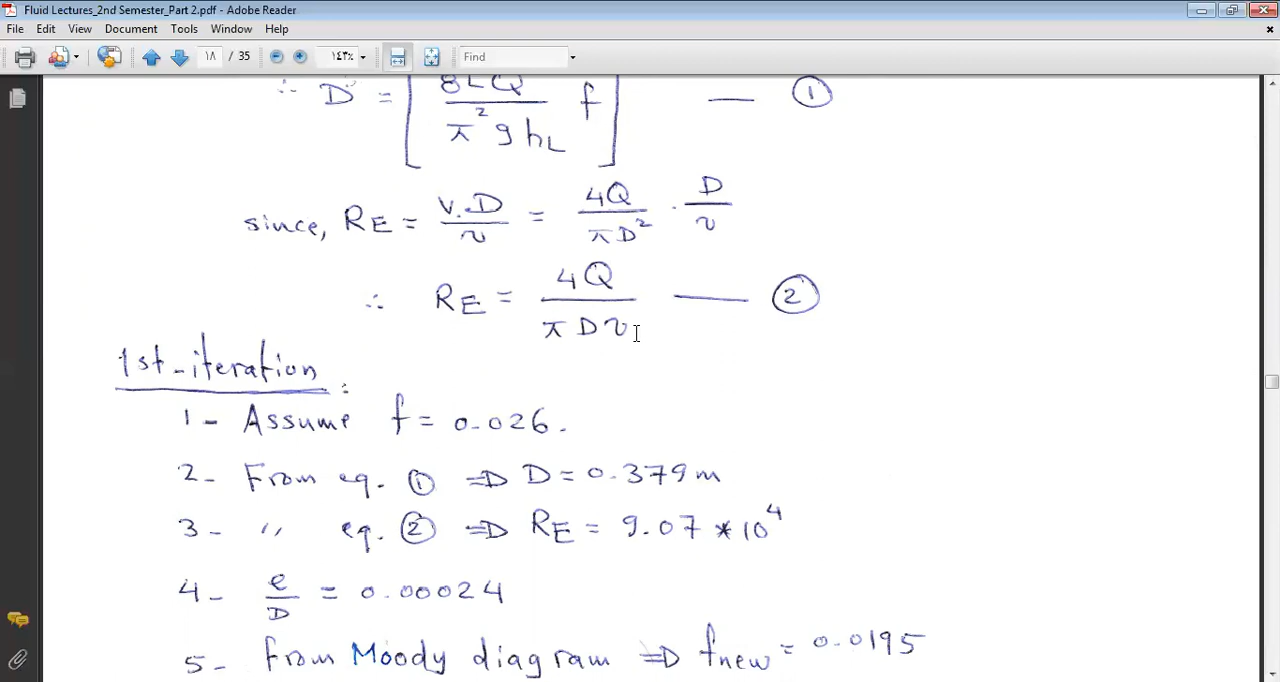 Fluid Lectures_2nd Semester_Part 2.pdf - Adobe Reader
File Edit View Document Tools Window Help
١٨ / 35 ١٤٣% Find
∴ D = [ 8LQ / π² g hL f ] — ①
since, RE = V.D / ν = 4Q / πD² · D / ν
∴ RE = 4Q / πDν — ②
1st-iteration :
1- Assume f = 0.026.
2- From eq. ① ⇒ D = 0.379 m
3- " eq. ② ⇒ RE = 9.07 * 10⁴
4- e / D = 0.00024
5- from Moody diagram ⇒ fnew = 0.0195